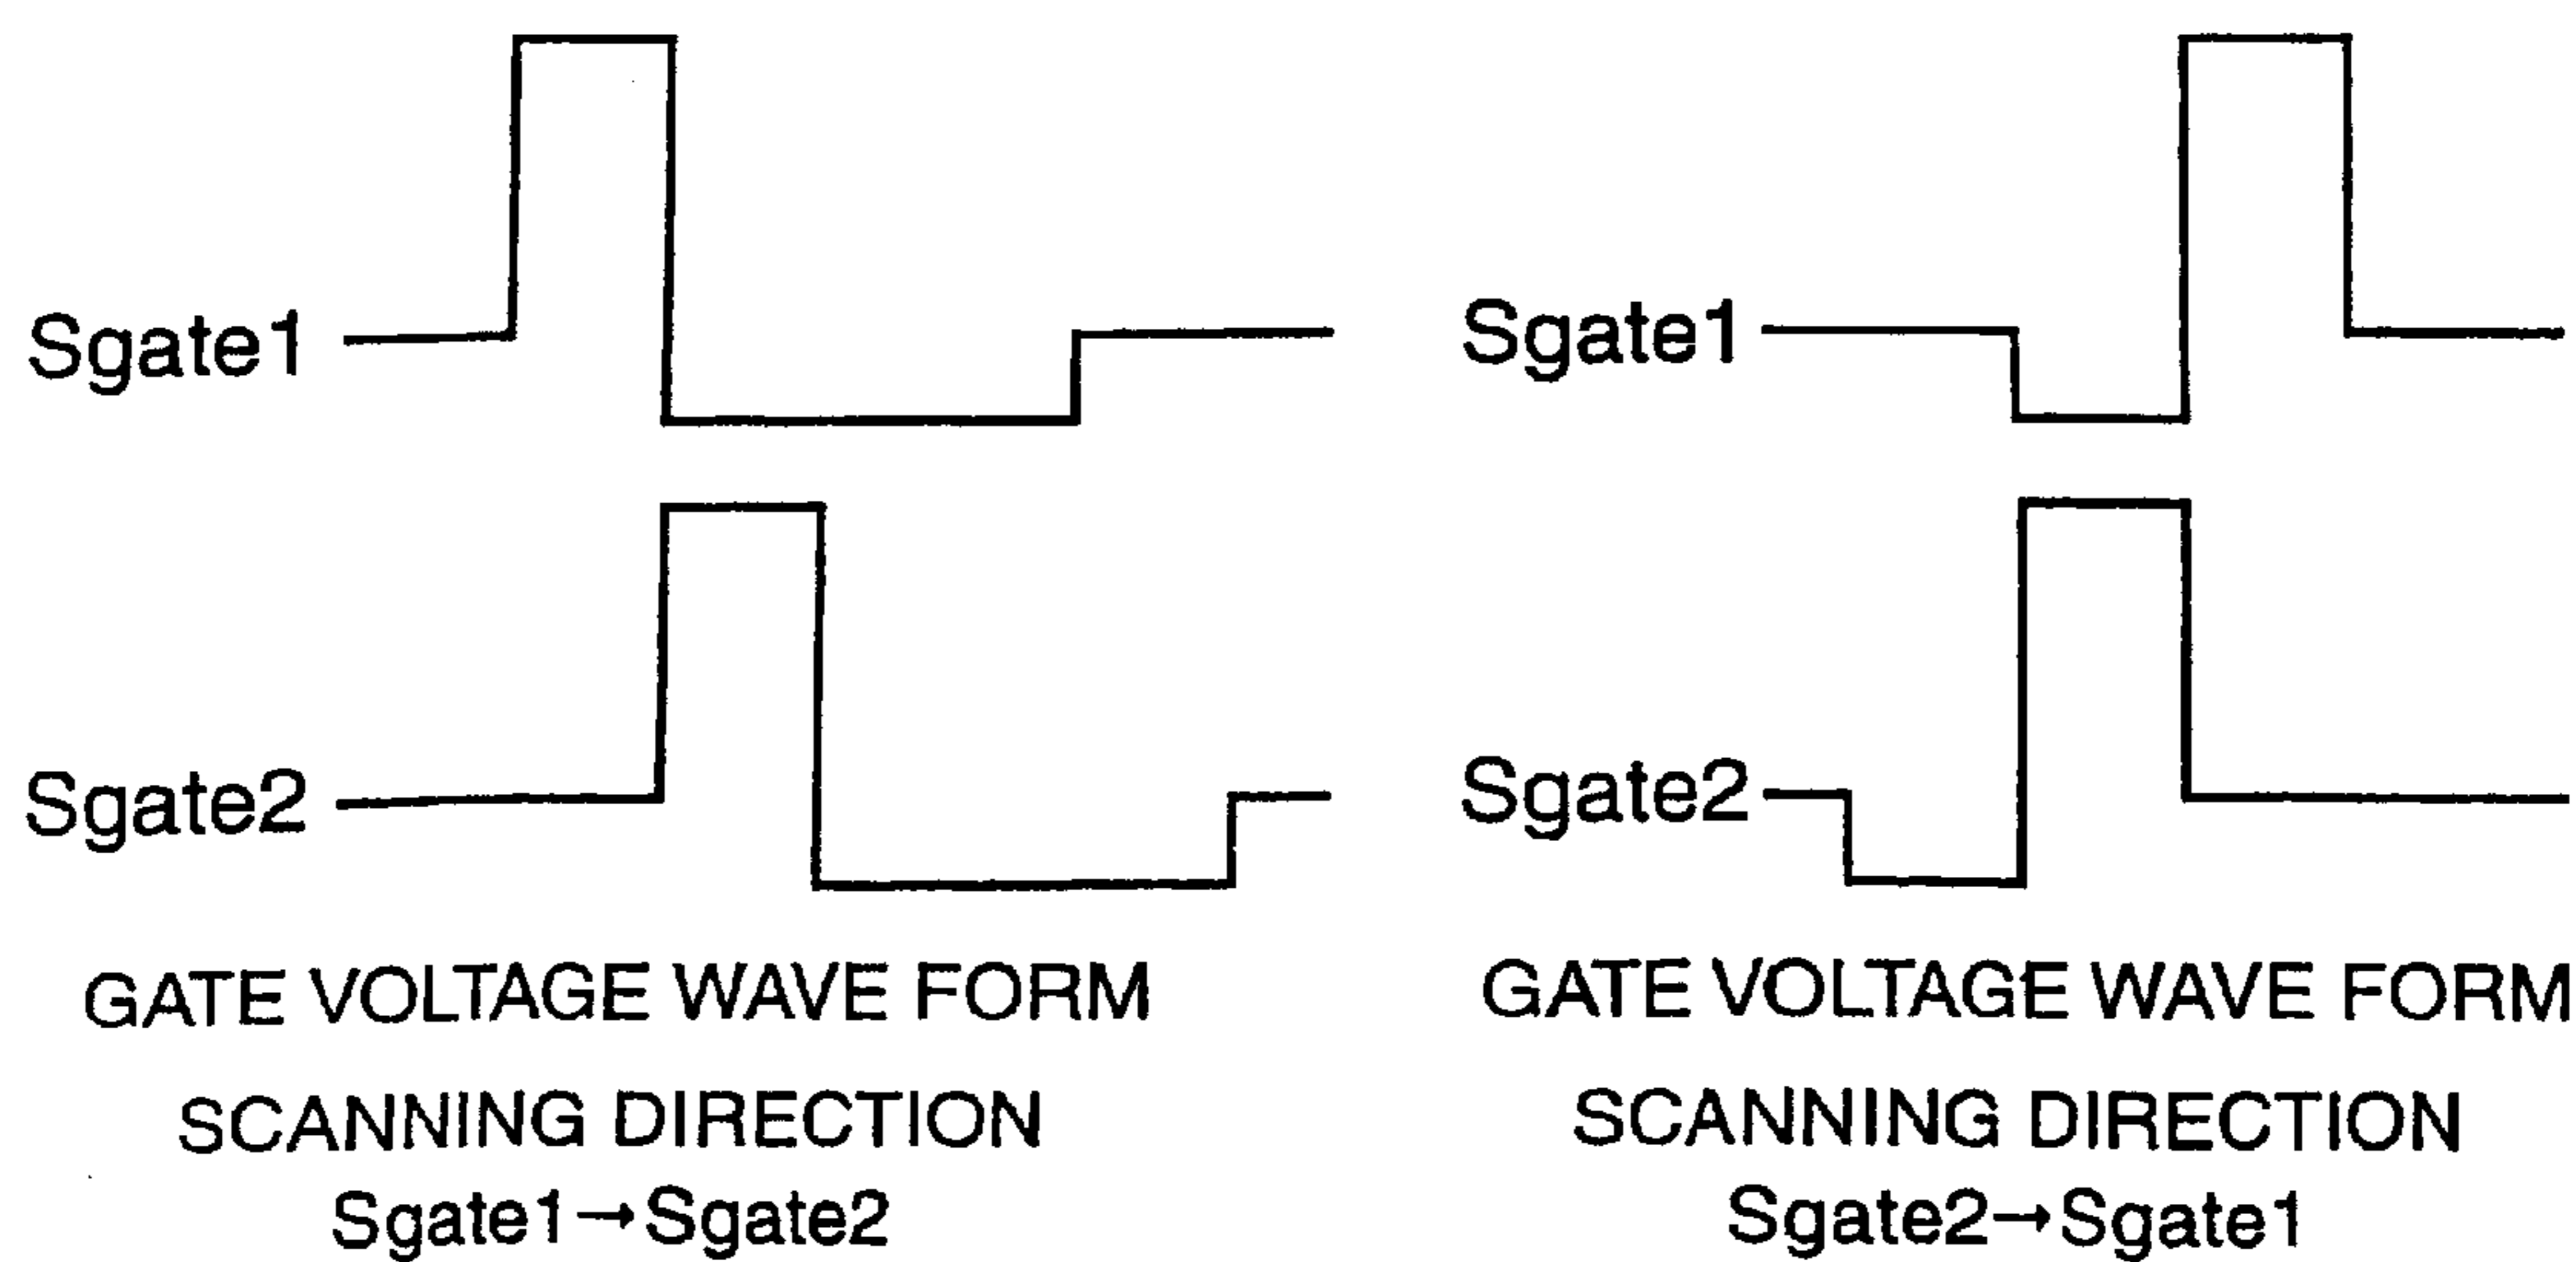 Sgate1
Sgate2
GATE VOLTAGE WAVE FORM
SCANNING DIRECTION
Sgate1→Sgate2
Sgate1
Sgate2
GATE VOLTAGE WAVE FORM
SCANNING DIRECTION
Sgate2→Sgate1